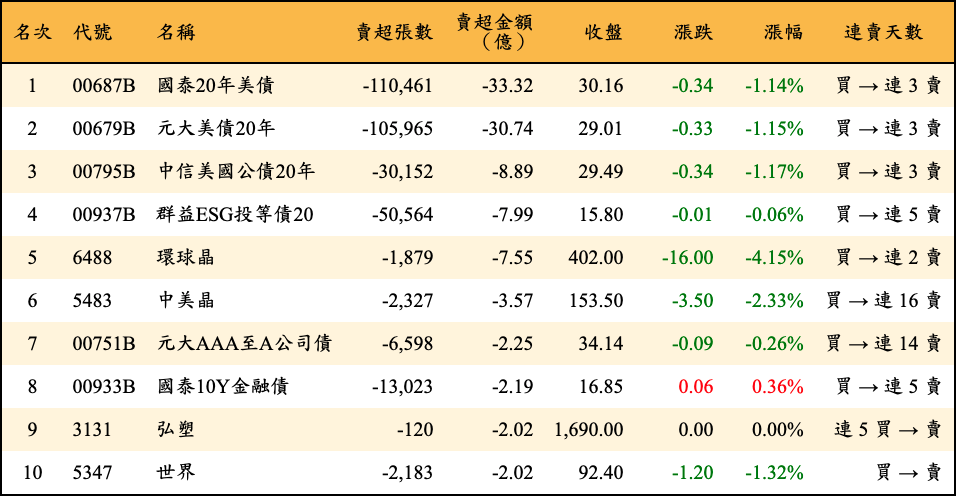 名次 代號 名稱 賣超張數 賣超金額（億） 收盤 漲跌 漲幅 連賣天數
1 00687B 國泰20年美債 -110,461 -33.32 30.16 -0.34 -1.14% 買 → 連 3 賣
2 00679B 元大美債20年 -105,965 -30.74 29.01 -0.33 -1.15% 買 → 連 3 賣
3 00795B 中信美國公債20年 -30,152 -8.89 29.49 -0.34 -1.17% 買 → 連 3 賣
4 00937B 群益ESG投等債20 -50,564 -7.99 15.80 -0.01 -0.06% 買 → 連 5 賣
5 6488 環球晶 -1,879 -7.55 402.00 -16.00 -4.15% 買 → 連 2 賣
6 5483 中美晶 -2,327 -3.57 153.50 -3.50 -2.33% 買 → 連 16 賣
7 00751B 元大AAA至A公司債 -6,598 -2.25 34.14 -0.09 -0.26% 買 → 連 14 賣
8 00933B 國泰10Y金融債 -13,023 -2.19 16.85 0.06 0.36% 買 → 連 5 賣
9 3131 弘塑 -120 -2.02 1,690.00 0.00 0.00% 連 5 買 → 賣
10 5347 世界 -2,183 -2.02 92.40 -1.20 -1.32% 買 → 賣